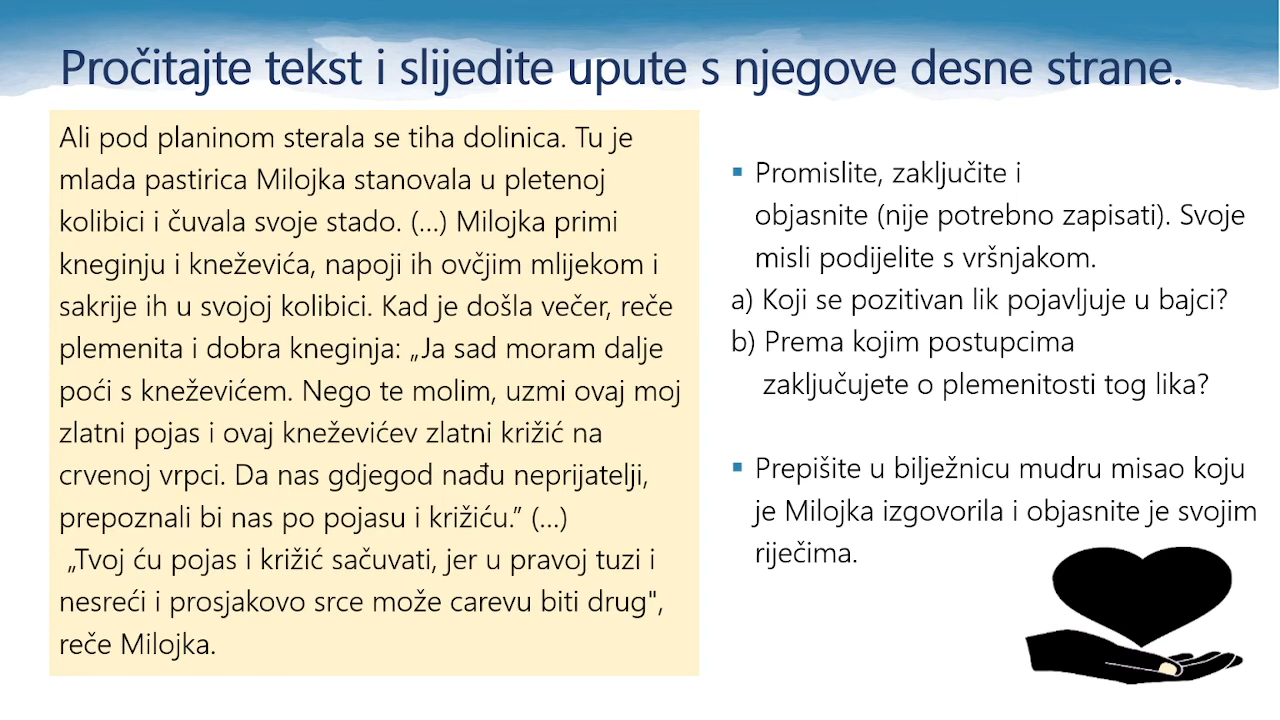 Pročitajte tekst i slijedite upute s njegove desne strane.
Ali pod planinom sterala se tiha dolinica. Tu je
mlada pastirica Milojka stanovala u pletenoj
kolibici i čuvala svoje stado. (...) Milojka primi
kneginju i kneževića, napoji ih ovčjim mlijekom i
sakrije ih u svojoj kolibici. Kad je došla večer, reče
plemenita i dobra kneginja: „Ja sad moram dalje
poći s kneževićem. Nego te molim, uzmi ovaj moj
zlatni pojas i ovaj kneževićev zlatni križić na
crvenoj vrpci. Da nas gdjegod nađu neprijatelji,
prepoznali bi nas po pojasu i križiću.” (...)
„Tvoj ću pojas i križić sačuvati, jer u pravoj tuzi i
nesreći i prosjakovo srce može carevu biti drug",
reče Milojka.
▪ Promislite, zaključite i
objasnite (nije potrebno zapisati). Svoje
misli podijelite s vršnjakom.
a) Koji se pozitivan lik pojavljuje u bajci?
b) Prema kojim postupcima
zaključujete o plemenitosti tog lika?
▪ Prepišite u bilježnicu mudru misao koju
je Milojka izgovorila i objasnite je svojim
riječima.